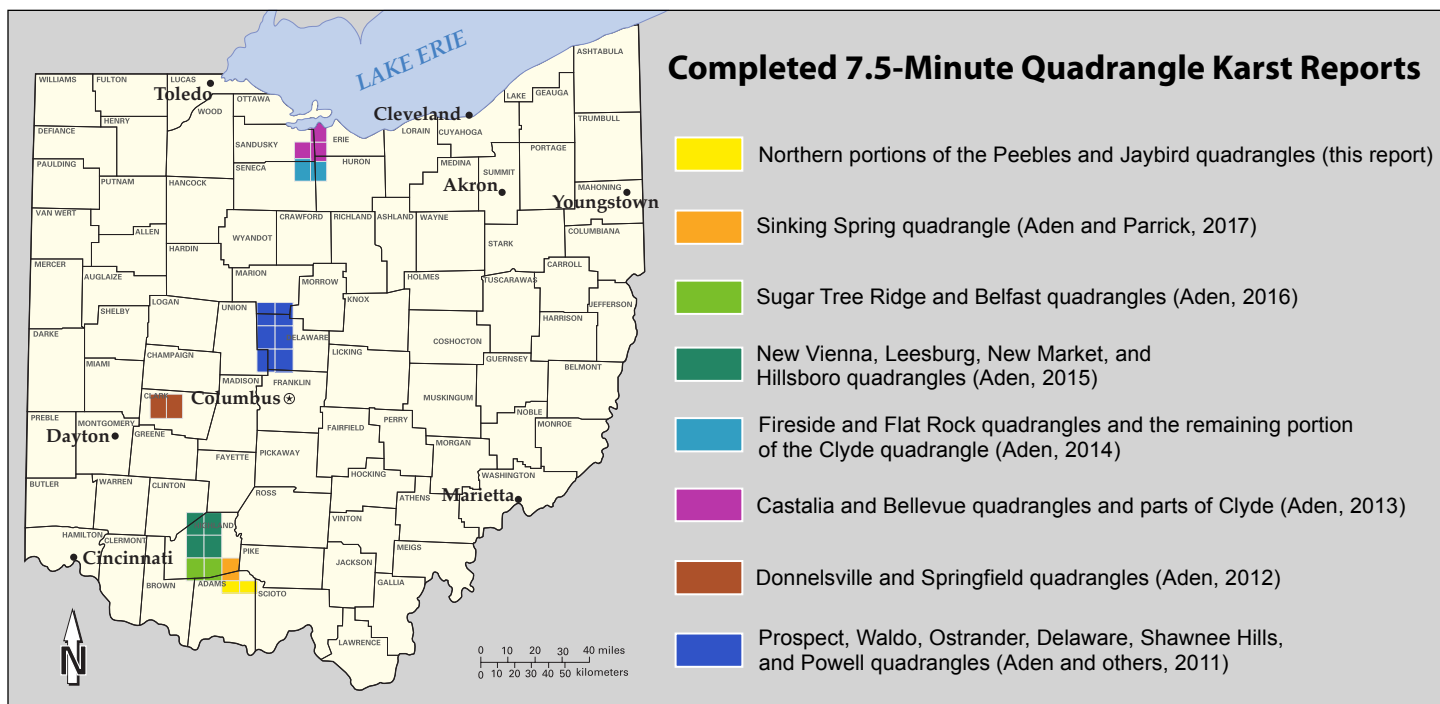 LAKE ERIE
WILLIAMS
FULTON
LUCAS
Toledo
OTTAWA
WOOD
HENRY
DEFIANCE
SANDUSKY
ERIE
LORAIN
Cleveland
CUYAHOGA
LAKE
GEAUGA
ASHTABULA
TRUMBULL
PAULDING
PUTNAM
HANCOCK
SENECA
HURON
MEDINA
SUMMIT
PORTAGE
Akron
MAHONING
Youngstown
VAN WERT
ALLEN
HARDIN
WYANDOT
CRAWFORD
RICHLAND
ASHLAND
WAYNE
STARK
COLUMBIANA
MERCER
AUGLAIZE
MARION
MORROW
HOLMES
TUSCARAWAS
CARROLL
JEFFERSON
LOGAN
UNION
KNOX
SHELBY
HARRISON
DARKE
DELAWARE
COSHOCTON
CHAMPAIGN
LICKING
GUERNSEY
MIAMI
BELMONT
MADISON
FRANKLIN
CLARK
Columbus
MUSKINGUM
PREBLE
MONTGOMERY
NOBLE
MONROE
Dayton
GREENE
FAIRFIELD
PERRY
MORGAN
FAYETTE
PICKAWAY
BUTLER
WARREN
CLINTON
ROSS
HOCKING
WASHINGTON
ATHENS
Marietta
HIGHLAND
VINTON
HAMILTON
CLERMONT
PIKE
MEIGS
Cincinnati
JACKSON
BROWN
ADAMS
SCIOTO
GALLIA
LAWRENCE
N
0 10 20 30 40 miles
0 10 20 30 40 50 kilometers
Completed 7.5-Minute Quadrangle Karst Reports
Northern portions of the Peebles and Jaybird quadrangles (this report)
Sinking Spring quadrangle (Aden and Parrick, 2017)
Sugar Tree Ridge and Belfast quadrangles (Aden, 2016)
New Vienna, Leesburg, New Market, and
Hillsboro quadrangles (Aden, 2015)
Fireside and Flat Rock quadrangles and the remaining portion
of the Clyde quadrangle (Aden, 2014)
Castalia and Bellevue quadrangles and parts of Clyde (Aden, 2013)
Donnelsville and Springfield quadrangles (Aden, 2012)
Prospect, Waldo, Ostrander, Delaware, Shawnee Hills,
and Powell quadrangles (Aden and others, 2011)